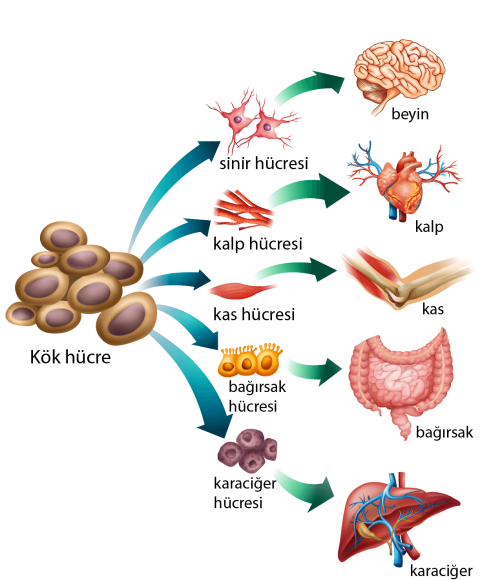 beyin
sinir hücresi
kalp hücresi
kalp
kas hücresi
kas
Kök hücre
bağırsak
hücresi
bağırsak
karaciğer
hücresi
karaciğer